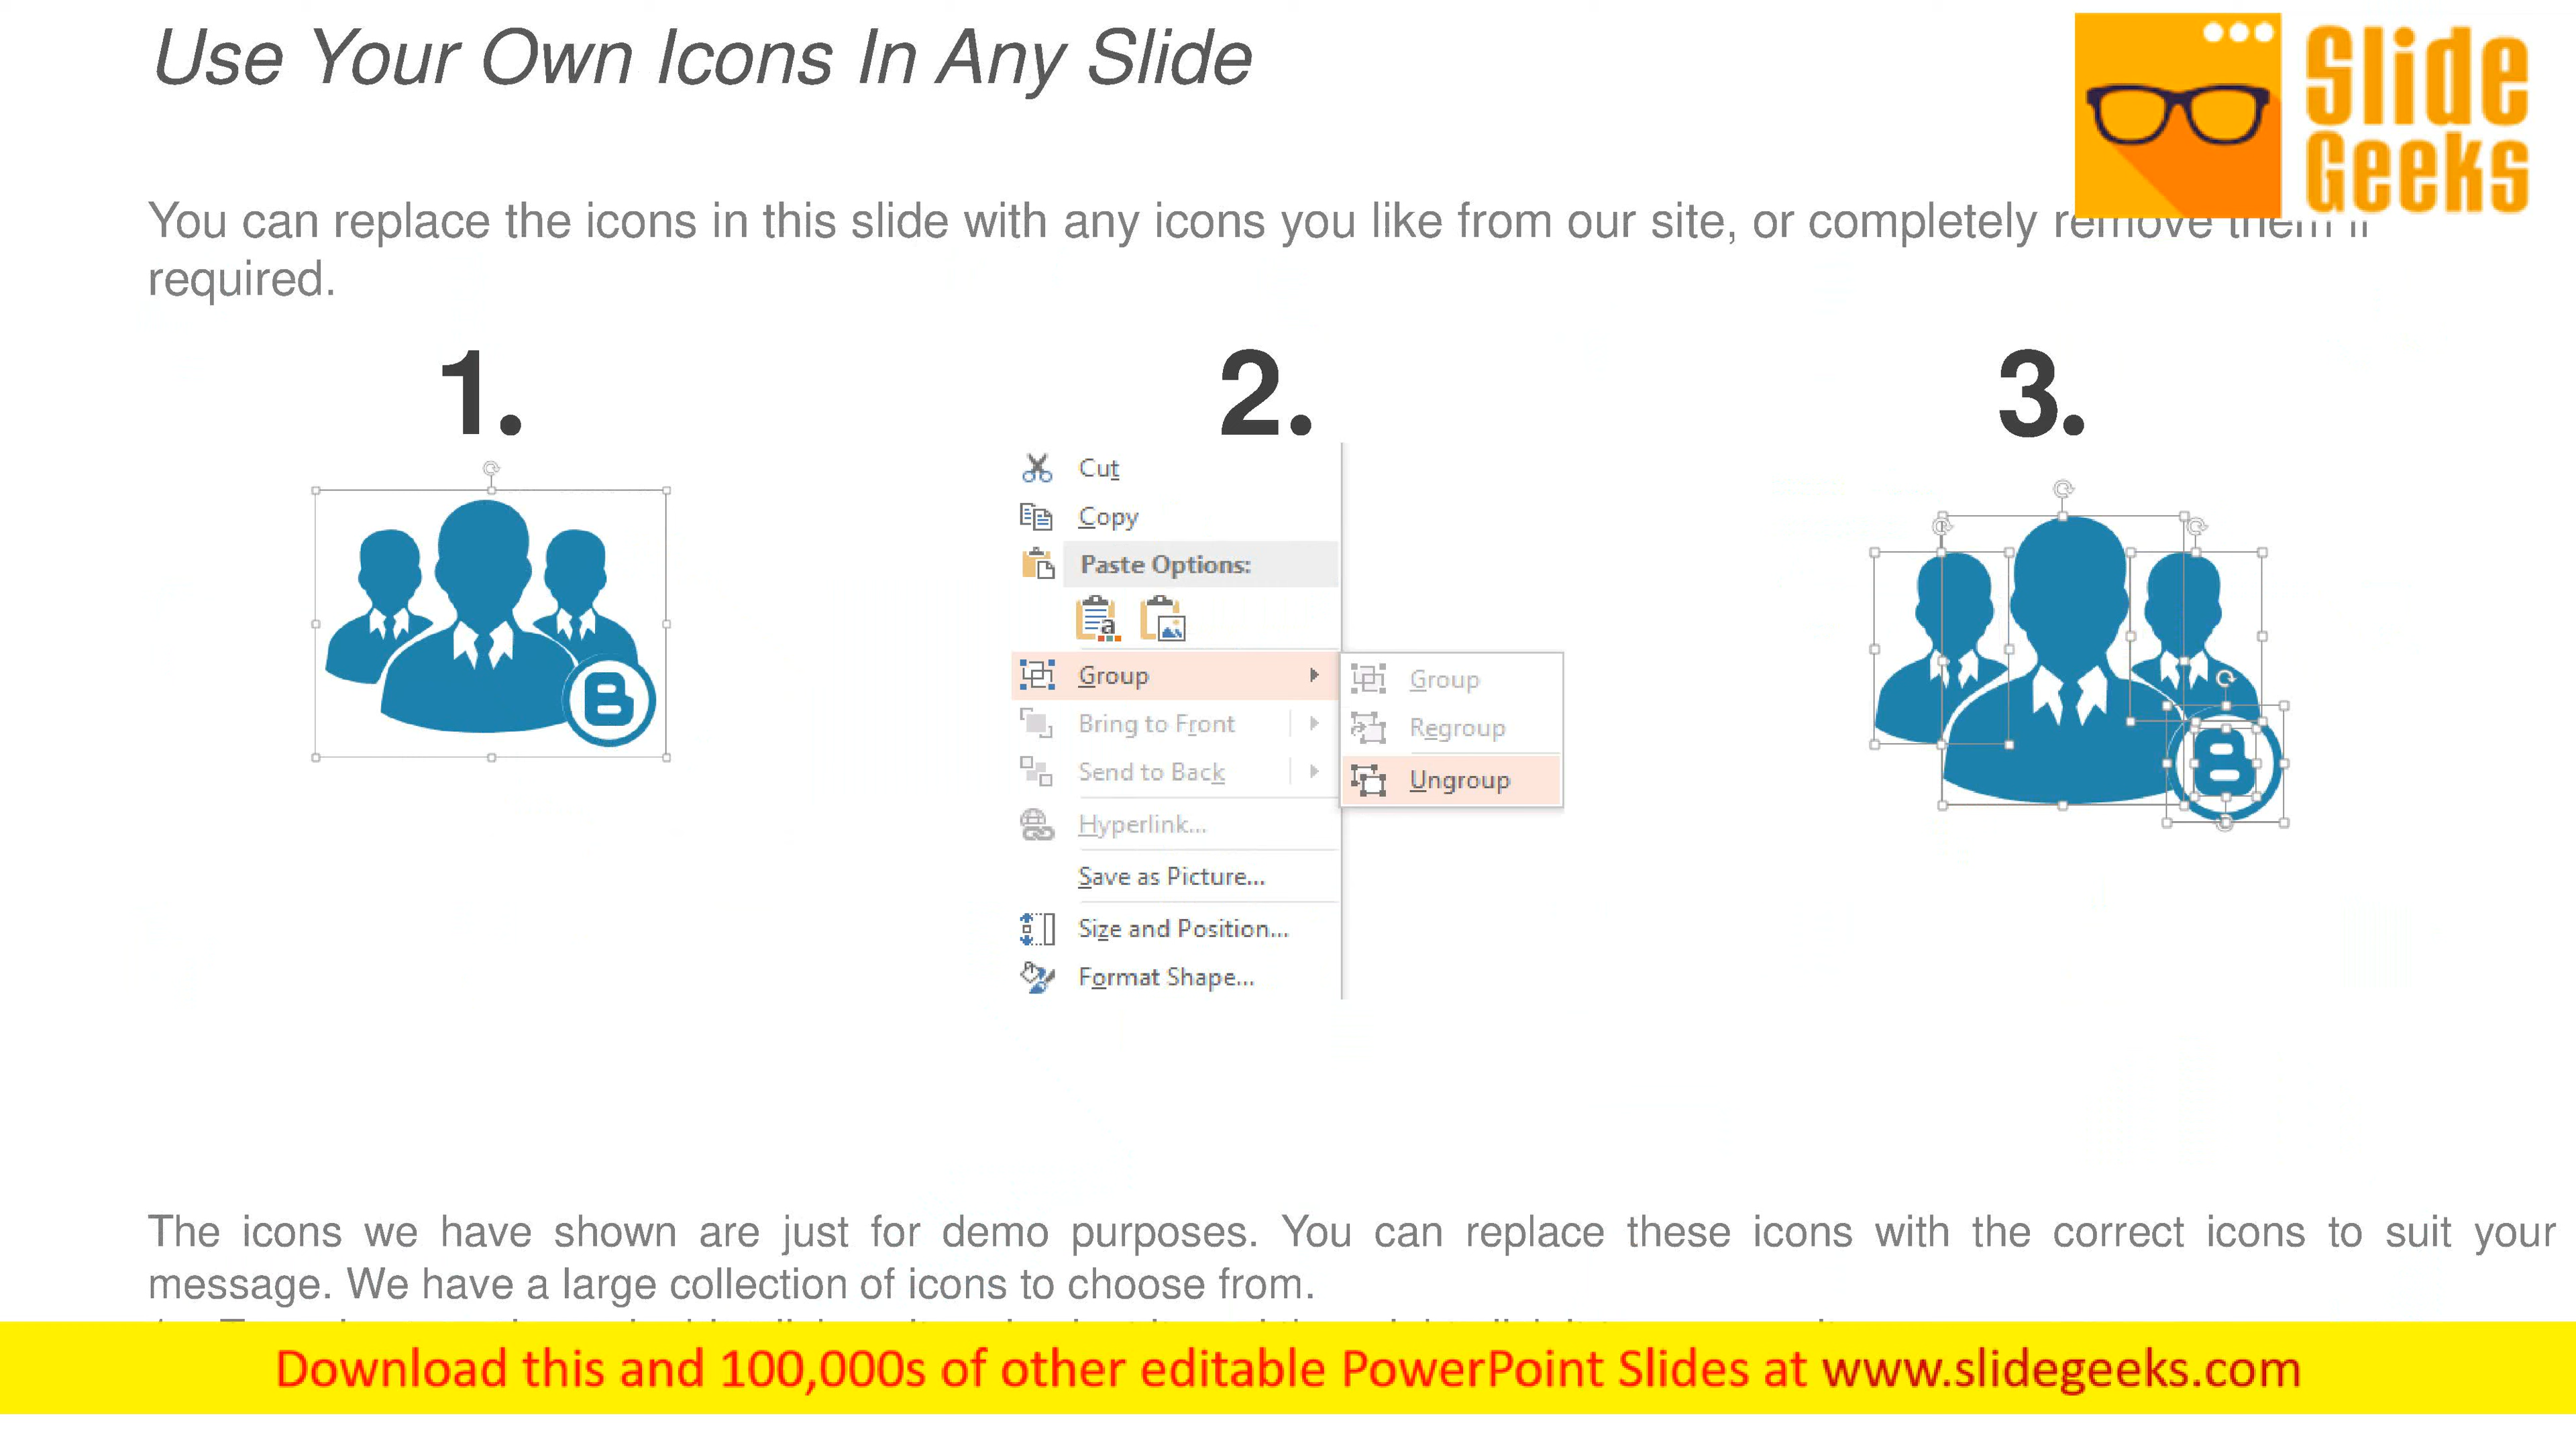 Use Your Own Icons In Any Slide
Slide
Geeks
You can replace the icons in this slide with any icons you like from our site, or completely remove them if
required.
1.
2.
3.
Cut
Copy
Paste Options:
Group
Group
Bring to Front
Regroup
Send to Back
Ungroup
Hyperlink...
Save as Picture...
Size and Position...
Format Shape...
The icons we have shown are just for demo purposes. You can replace these icons with the correct icons to suit your
message. We have a large collection of icons to choose from.
Download this and 100,000s of other editable PowerPoint Slides at www.slidegeeks.com